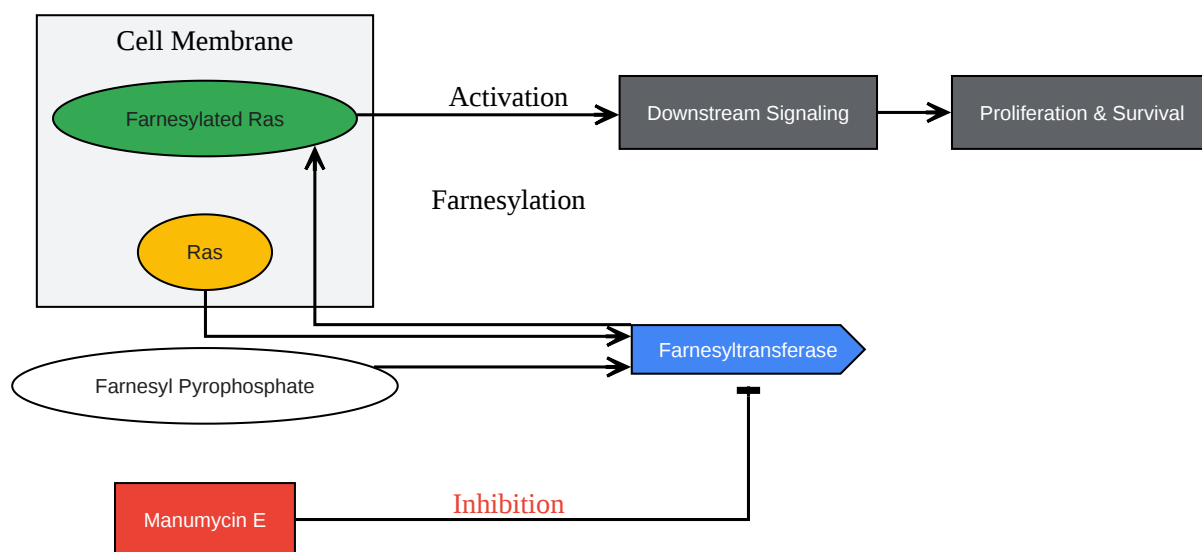 Cell Membrane
Farnesylated Ras
Activation
Downstream Signaling
Proliferation & Survival
Farnesylation
Ras
Farnesyltransferase
Farnesyl Pyrophosphate
Inhibition
Manumycin E